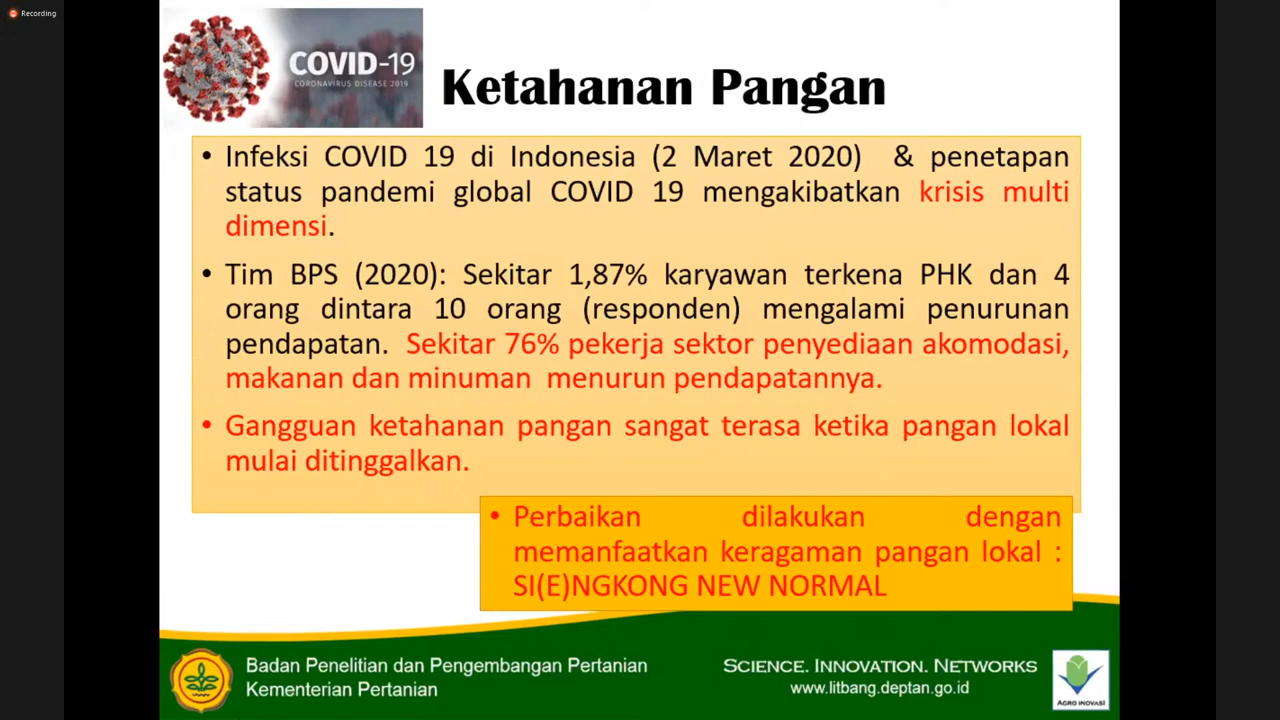 Recording
COVID-19
CORONAVIRUS DISEASE 2019
Ketahanan Pangan
• Infeksi COVID 19 di Indonesia (2 Maret 2020) & penetapan
status pandemi global COVID 19 mengakibatkan krisis multi
dimensi.
• Tim BPS (2020): Sekitar 1,87% karyawan terkena PHK dan 4
orang dintara 10 orang (responden) mengalami penurunan
pendapatan. Sekitar 76% pekerja sektor penyediaan akomodasi,
makanan dan minuman menurun pendapatannya.
• Gangguan ketahanan pangan sangat terasa ketika pangan lokal
mulai ditinggalkan.
• Perbaikan dilakukan dengan
memanfaatkan keragaman pangan lokal :
SI(E)NGKONG NEW NORMAL
Badan Penelitian dan Pengembangan Pertanian
Kementerian Pertanian
SCIENCE. INNOVATION. NETWORKS
www.litbang.deptan.go.id
AGRO INOVASI